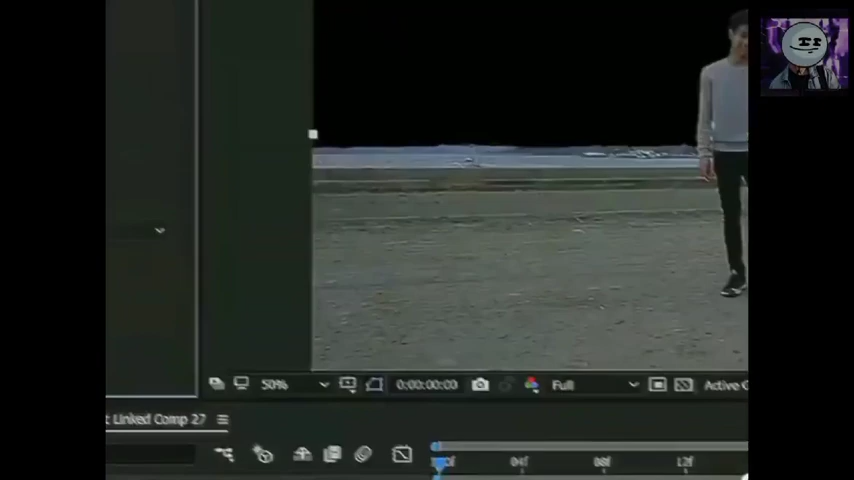 50%
0:00:00:00
Full
Active
Linked Comp 27
04f
08f
12f